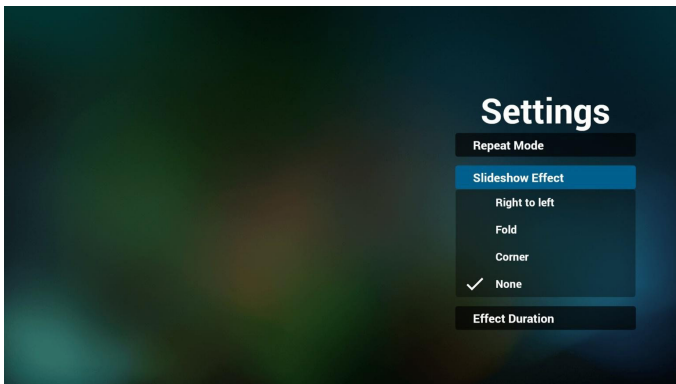 Settings
Repeat Mode
Slideshow Effect
Right to left
Fold
Corner
None
Effect Duration